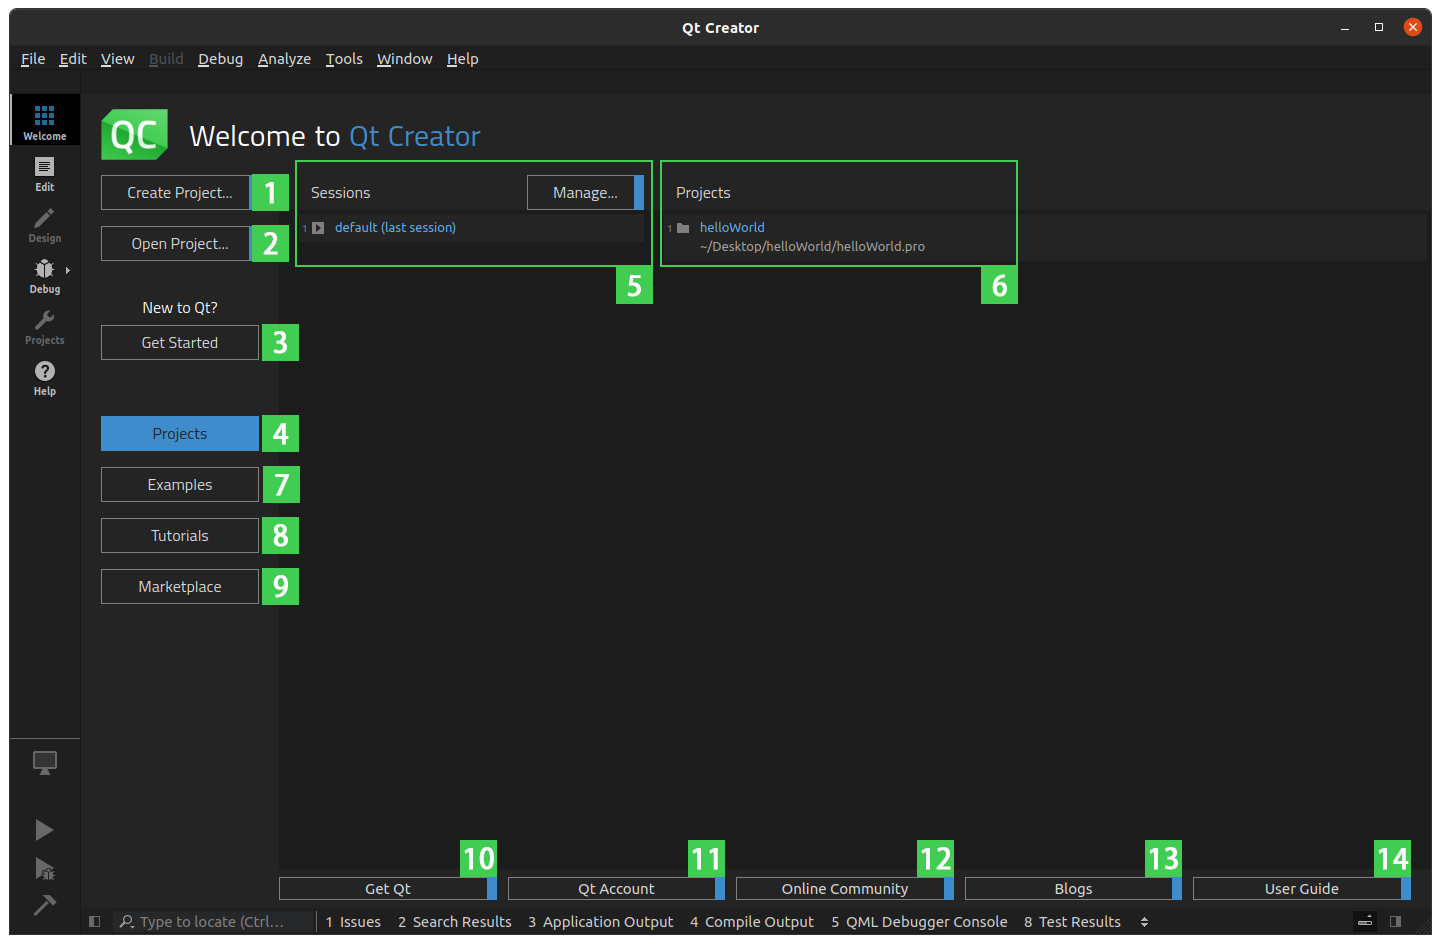 Qt Creator
File Edit View Build Debug Analyze Tools Window Help
Welcome
Edit
Design
Debug
Projects
Help
QC
Welcome to Qt Creator
Create Project... 1
Open Project... 2
New to Qt?
Get Started 3
Projects 4
Examples 7
Tutorials 8
Marketplace 9
Sessions Manage...
1 default (last session)
5
Projects
1 helloWorld
~/Desktop/helloWorld/helloWorld.pro
6
10 11 12 13 14
Get Qt Qt Account Online Community Blogs User Guide
Type to locate (Ctrl... 1 Issues 2 Search Results 3 Application Output 4 Compile Output 5 QML Debugger Console 8 Test Results